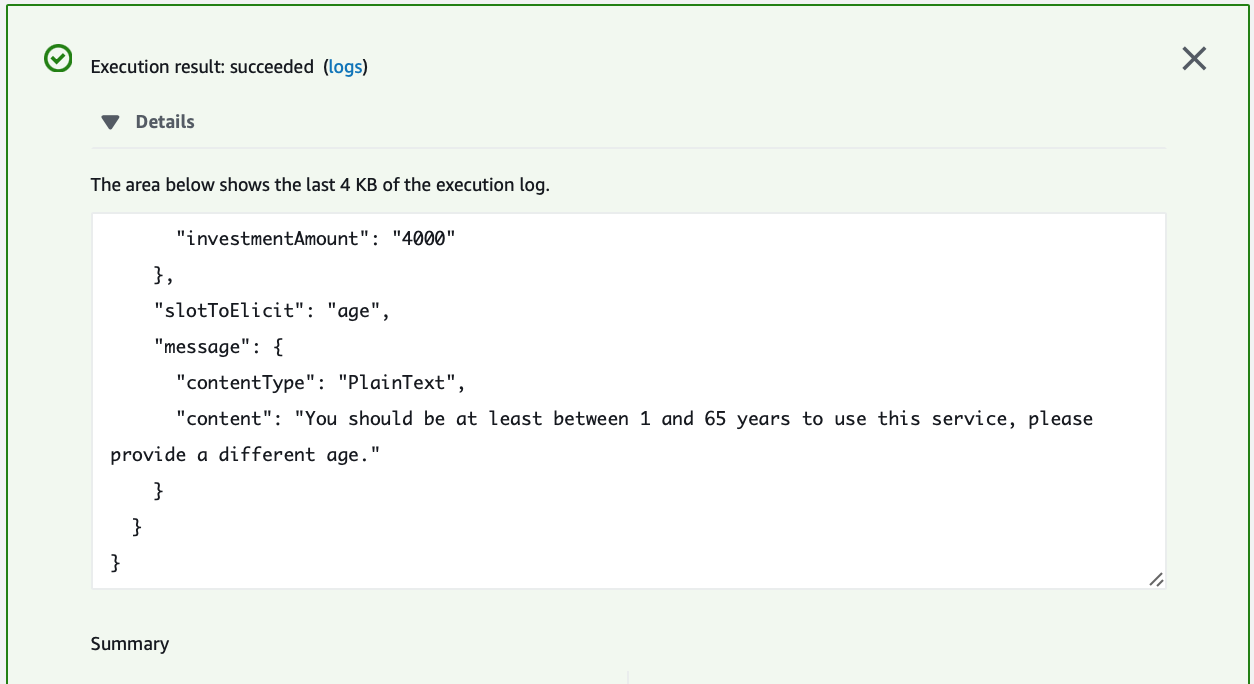 Execution result: succeeded (logs)
Details
The area below shows the last 4 KB of the execution log.
"investmentAmount": "4000"
},
"slotToElicit": "age",
"message": {
"contentType": "PlainText",
"content": "You should be at least between 1 and 65 years to use this service, please
provide a different age."
}
}
}
Summary